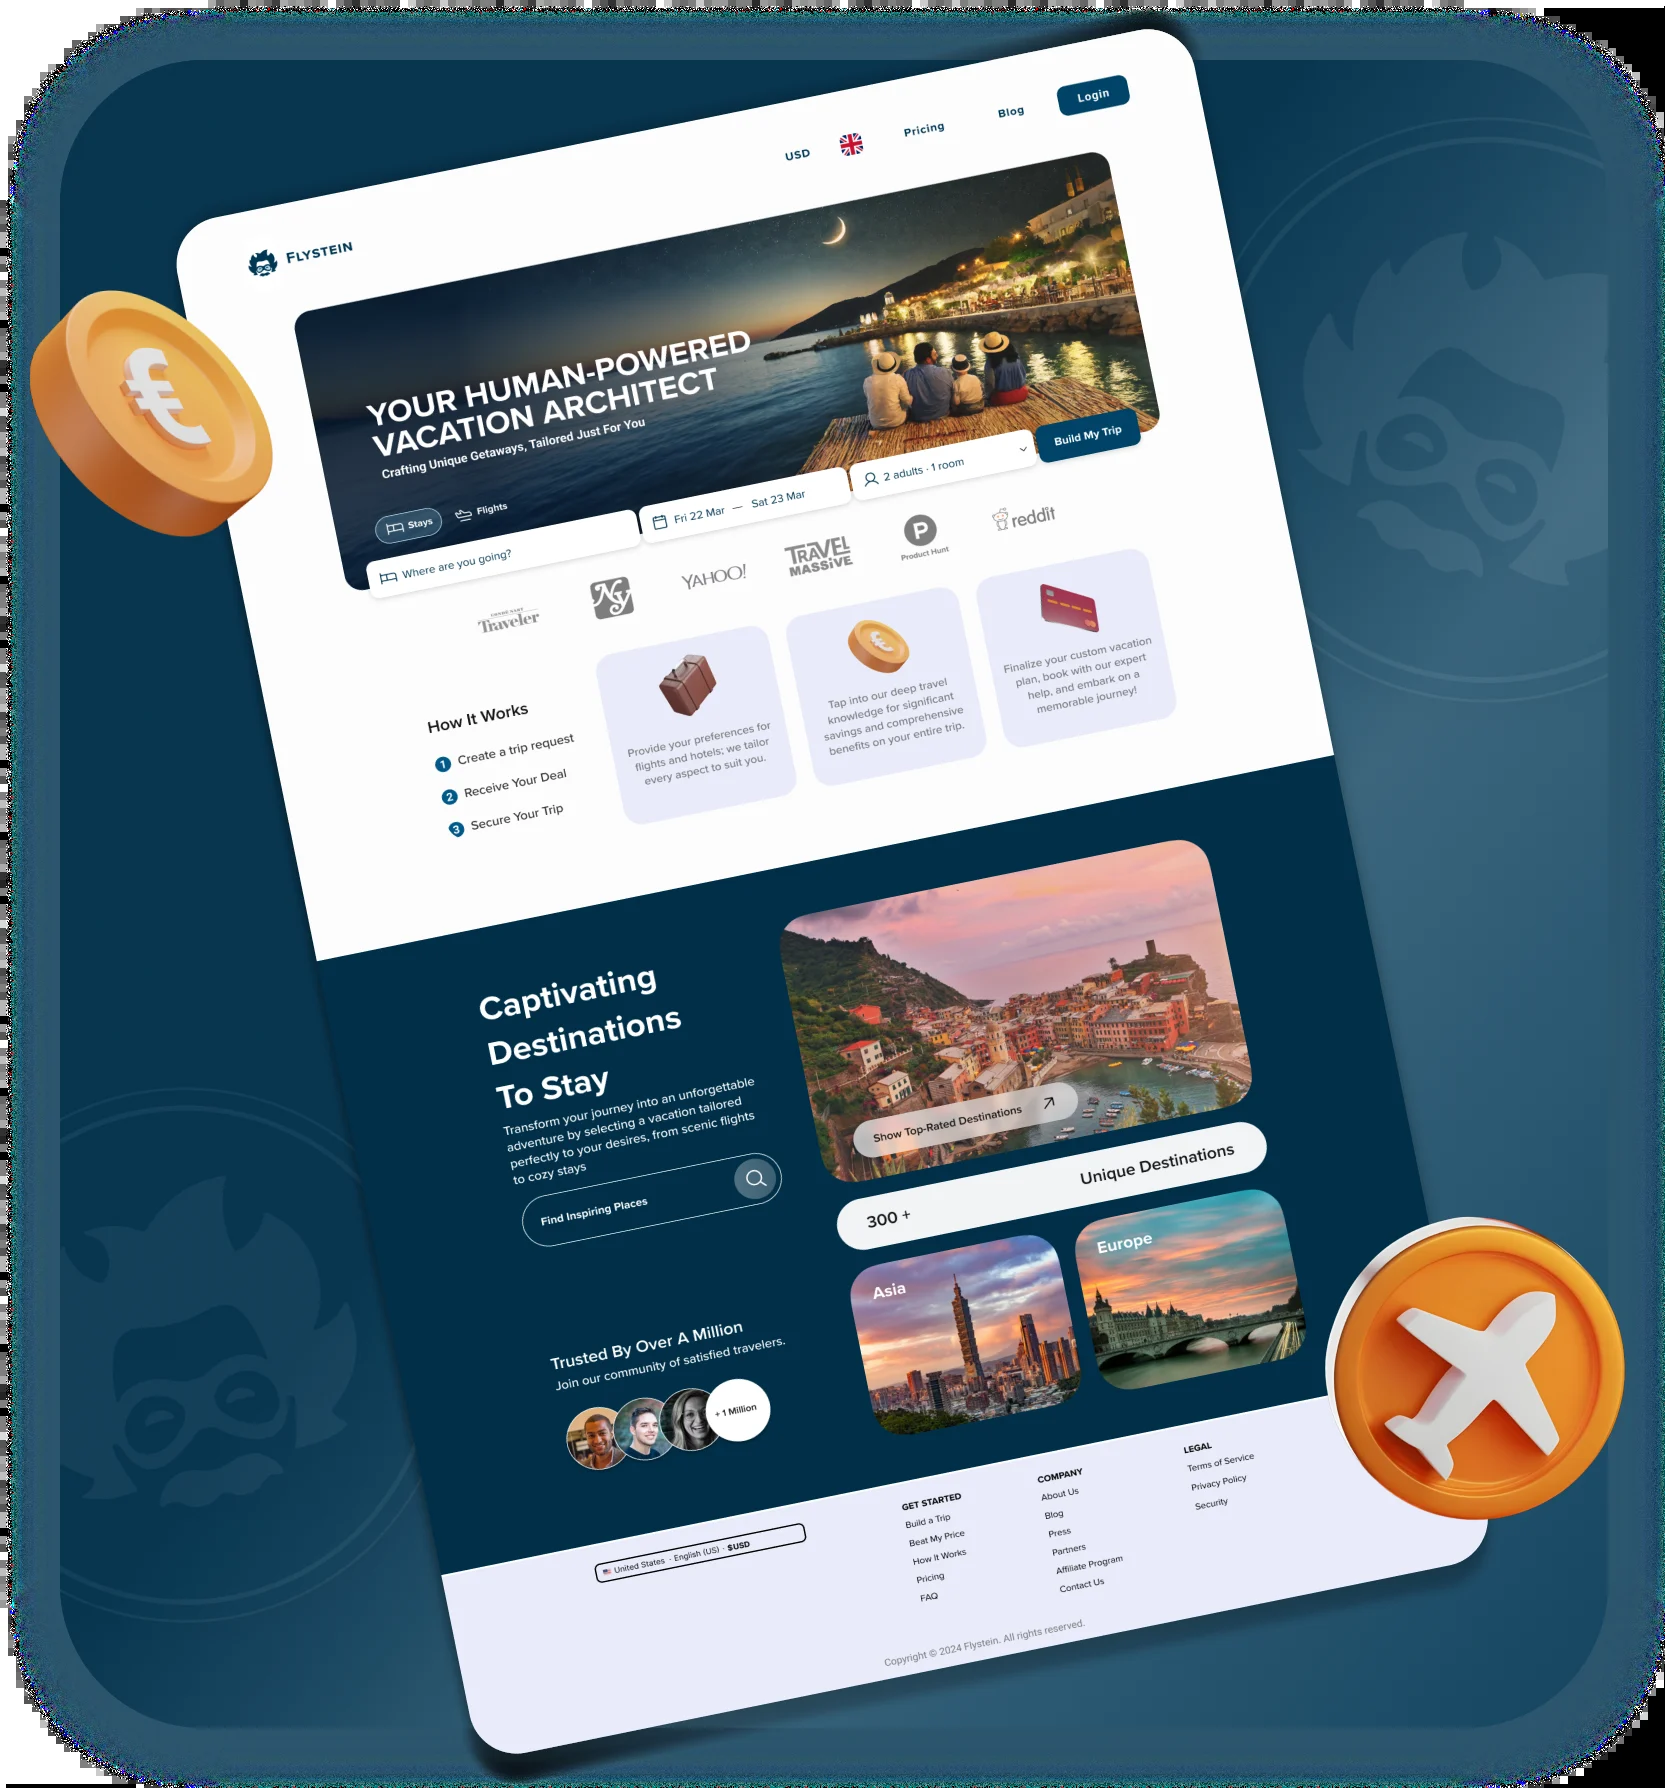 USD
Pricing
Blog
Login
FLYSTEIN
YOUR HUMAN-POWERED
VACATION ARCHITECT
Crafting Unique Getaways, Tailored Just For You
Stays
Flights
Where are you going?
Fri 22 Mar — Sat 23 Mar
2 adults · 1 room
Build My Trip
Traveler
NY
YAHOO!
TRAVEL
MASSiVE
P
Product Hunt
reddit
How It Works
1 Create a trip request
2 Receive Your Deal
3 Secure Your Trip
Provide your preferences for
flights and hotels; we tailor
every aspect to suit you.
€
Tap into our deep travel
knowledge for significant
savings and comprehensive
benefits on your entire trip.
Finalize your custom vacation
plan, book with our expert
help, and embark on a
memorable journey!
€
Captivating
Destinations
To Stay
Transform your journey into an unforgettable
adventure by selecting a vacation tailored
perfectly to your desires, from scenic flights
to cozy stays
Find Inspiring Places
Show Top-Rated Destinations
300 +
Unique Destinations
Asia
Europe
Trusted By Over A Million
Join our community of satisfied travelers.
+ 1 Million
United States · English (US) · $USD
GET STARTED
Build a Trip
Beat My Price
How It Works
Pricing
FAQ
COMPANY
About Us
Blog
Press
Partners
Affiliate Program
Contact Us
LEGAL
Terms of Service
Privacy Policy
Security
Copyright © 2024 Flystein. All rights reserved.